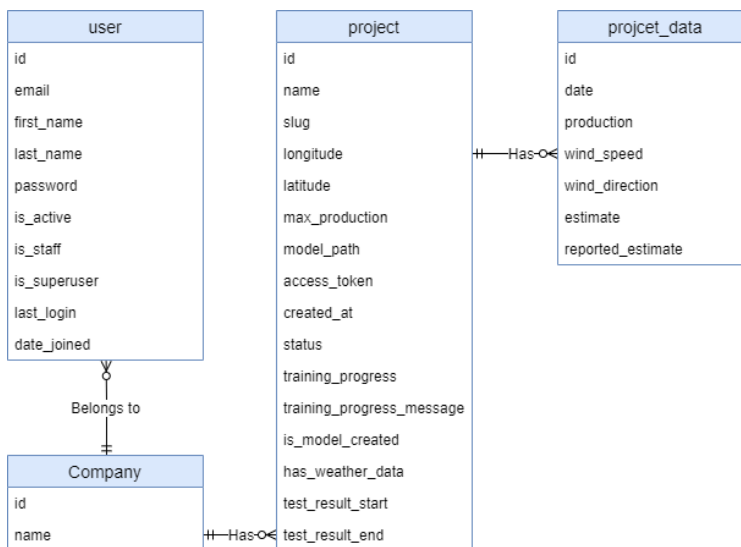 user
id
email
first_name
last_name
password
is_active
is_staff
is_superuser
last_login
date_joined
Belongs to
Company
id
name
Has
project
id
name
slug
longitude
latitude
max_production
model_path
access_token
created_at
status
training_progress
training_progress_message
is_model_created
has_weather_data
test_result_start
test_result_end
Has
projcet_data
id
date
production
wind_speed
wind_direction
estimate
reported_estimate